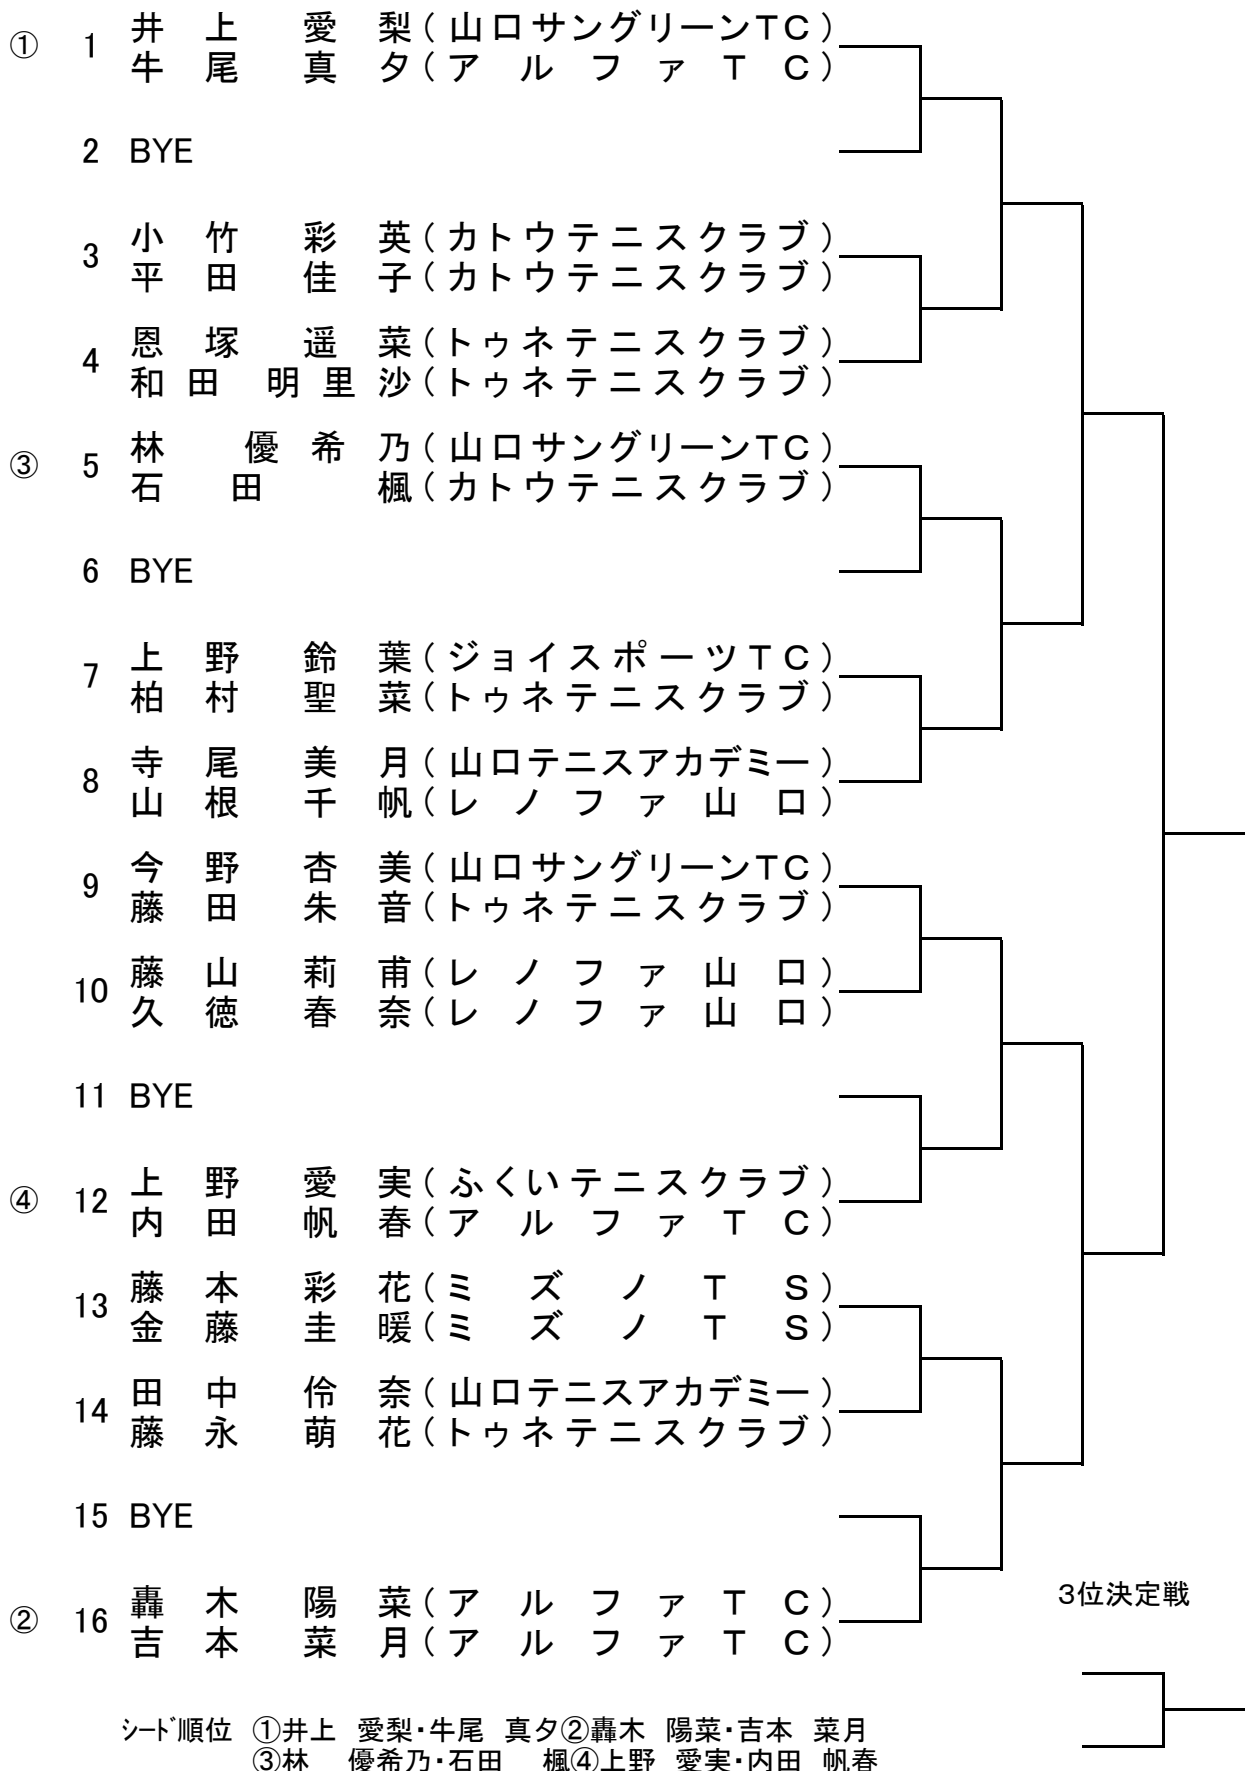 ① 1 井上 愛梨(山口サングリーンTC)
牛尾 真夕(アルファTC)
2 BYE
3 小竹 彩英(カトウテニスクラブ)
平田 佳子(カトウテニスクラブ)
4 恩塚 遥菜(トゥネテニスクラブ)
和田 明里沙(トゥネテニスクラブ)
③ 5 林 優希乃(山口サングリーンTC)
石田 楓(カトウテニスクラブ)
6 BYE
7 上野 鈴葉(ジョイスポーツTC)
柏村 聖菜(トゥネテニスクラブ)
8 寺尾 美月(山口テニスアカデミー)
山根 千帆(レノファ山口)
9 今野 杏美(山口サングリーンTC)
藤田 朱音(トゥネテニスクラブ)
10 藤山 莉甫(レノファ山口)
久徳 春奈(レノファ山口)
11 BYE
④ 12 上野 愛実(ふくいテニスクラブ)
内田 帆春(アルファTC)
13 藤本 彩花(ミズノTS)
金藤 圭暖(ミズノTS)
14 田中 伶奈(山口テニスアカデミー)
藤永 萌花(トゥネテニスクラブ)
15 BYE
② 16 轟木 陽菜(アルファTC)
吉本 菜月(アルファTC)
3位決定戦
シード順位 ①井上 愛梨・牛尾 真夕②轟木 陽菜・吉本 菜月
③林 優希乃・石田 楓④上野 愛実・内田 帆春